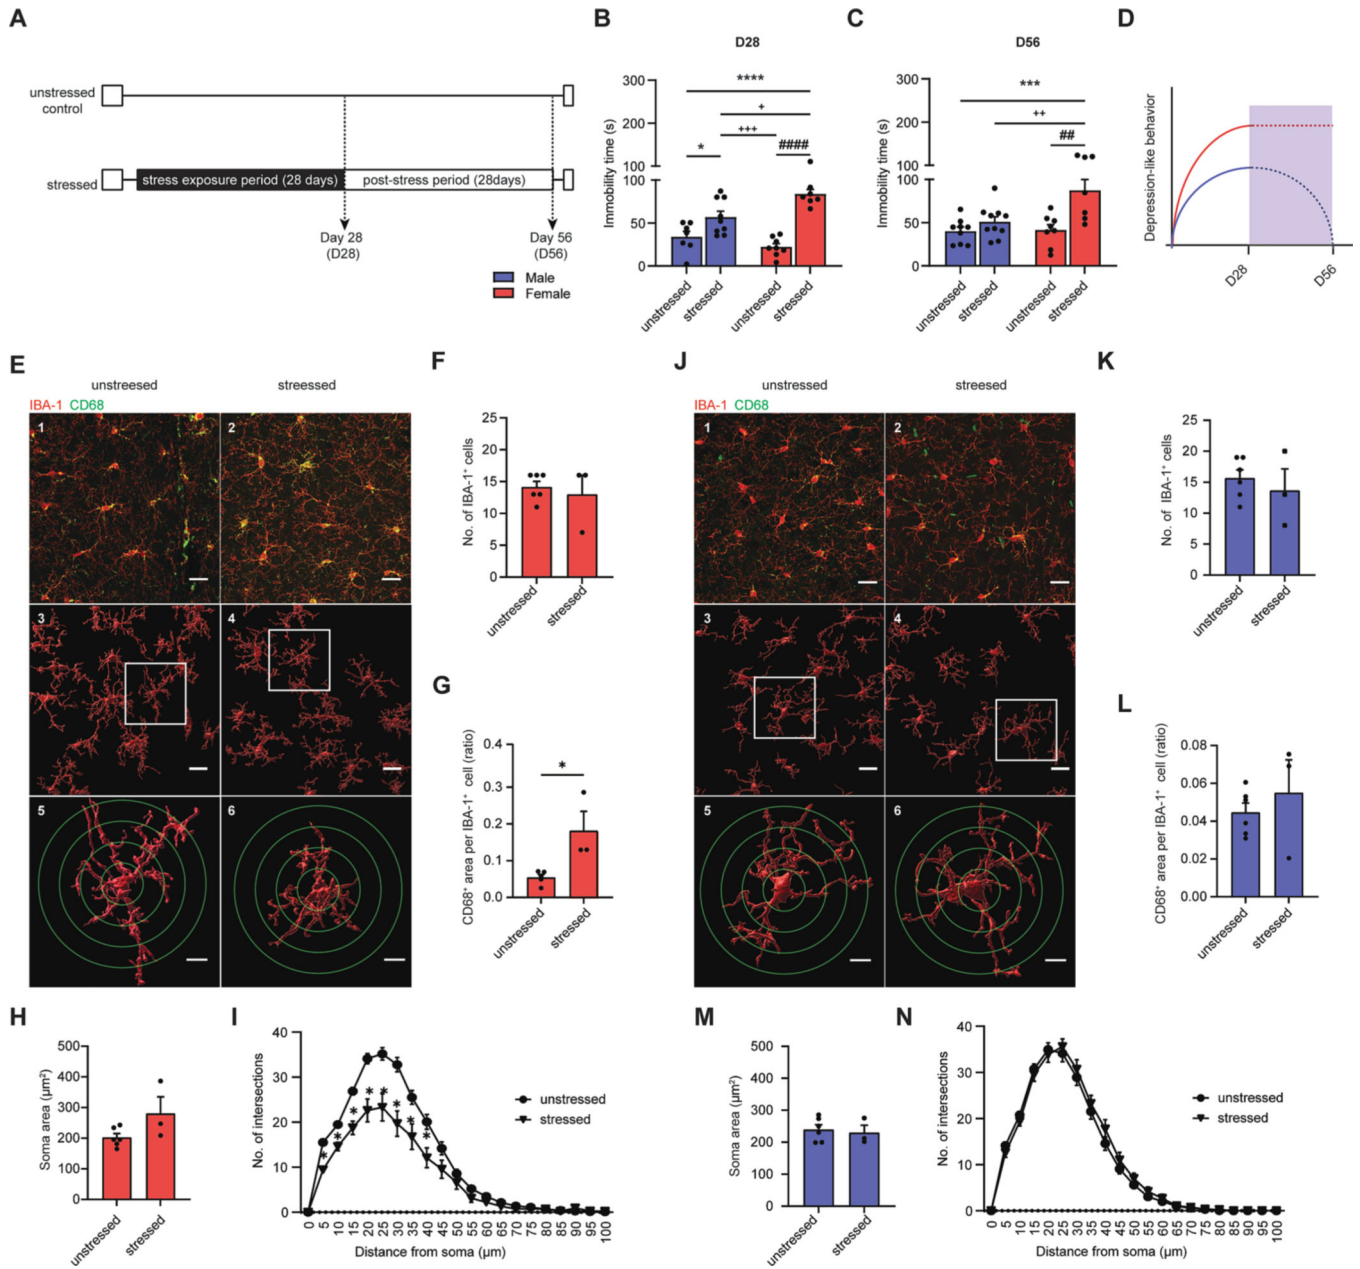 A
unstressed
control
stressed
stress exposure period (28 days)
post-stress period (28days)
Day 28
(D28)
Day 56
(D56)
Male
Female
B
D28
Immobility time (s)
300
200
100
100
50
0
****
+
+++
*
####
unstressed
stressed
unstressed
stressed
C
D56
Immobility time (s)
300
200
100
100
50
0
***
++
##
unstressed
stressed
unstressed
stressed
D
Depression-like behavior
D28
D56
E
unstreesed
streessed
IBA-1 CD68
1
2
3
4
5
6
F
No. of IBA-1⁺ cells
25
20
15
10
5
0
unstressed
stressed
G
CD68⁺ area per IBA-1⁺ cell (ratio)
0.4
0.3
0.2
0.1
0.0
*
unstressed
stressed
H
Soma area (µm²)
500
400
300
200
100
0
unstressed
stressed
I
No. of intersections
40
30
20
10
0
* * * * * * * * *
unstressed
stressed
0 5 10 15 20 25 30 35 40 45 50 55 60 65 70 75 80 85 90 95 100
Distance from soma (µm)
J
unstressed
streesed
IBA-1 CD68
1
2
3
4
5
6
K
No. of IBA-1⁺ cells
25
20
15
10
5
0
unstressed
stressed
L
CD68⁺ area per IBA-1⁺ cell (ratio)
0.08
0.06
0.04
0.02
0.00
unstressed
stressed
M
Soma area (µm²)
500
400
300
200
100
0
unstressed
stressed
N
No. of intersections
40
30
20
10
0
unstressed
stressed
0 5 10 15 20 25 30 35 40 45 50 55 60 65 70 75 80 85 90 95 100
Distance from soma (µm)